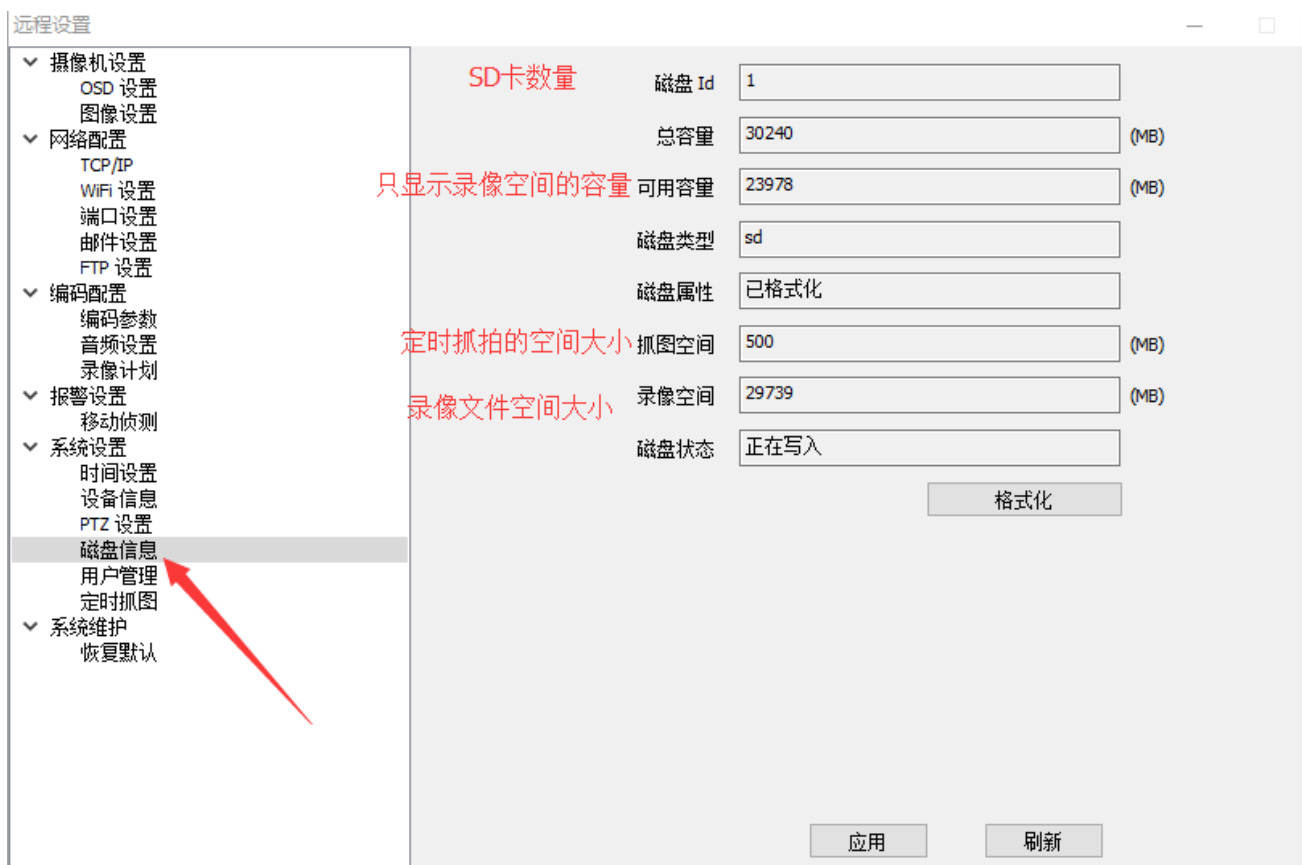 远程设置
摄像机设置
OSD 设置
图像设置
网络配置
TCP/IP
WiFi 设置
端口设置
邮件设置
FTP 设置
编码配置
编码参数
音频设置
录像计划
报警设置
移动侦测
系统设置
时间设置
设备信息
PTZ 设置
磁盘信息
用户管理
定时抓图
系统维护
恢复默认
SD卡数量 磁盘 Id 1
总容量 30240 (MB)
只显示录像空间的容量 可用容量 23978 (MB)
磁盘类型 sd
磁盘属性 已格式化
定时抓拍的空间大小 抓图空间 500 (MB)
录像文件空间大小 录像空间 29739 (MB)
磁盘状态 正在写入
格式化
应用 刷新